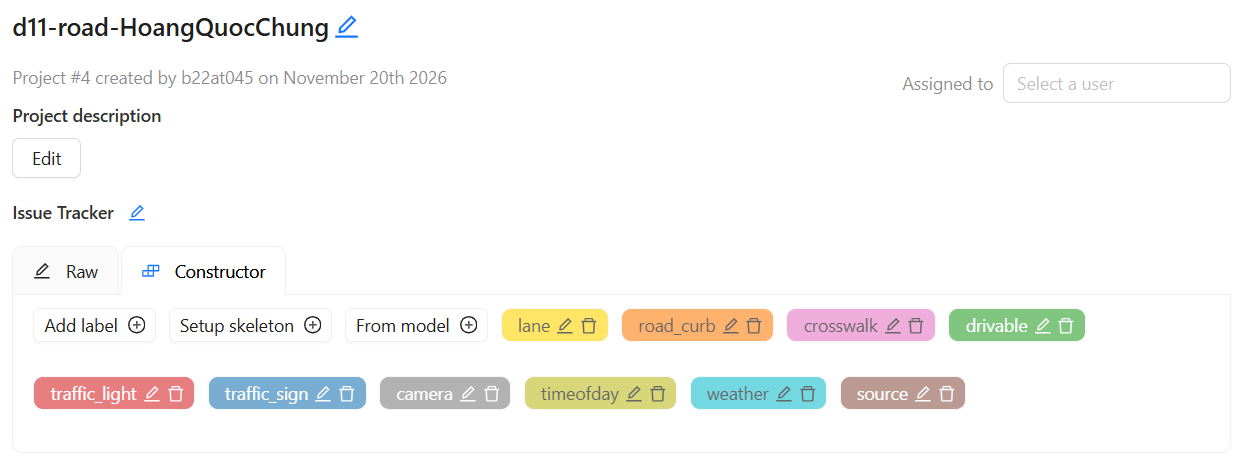 d11-road-HoangQuocChung
Project #4 created by b22at045 on November 20th 2026
Assigned to Select a user
Project description
Edit
Issue Tracker
Raw Constructor
Add label Setup skeleton From model lane road_curb crosswalk drivable
traffic_light traffic_sign camera timeofday weather source